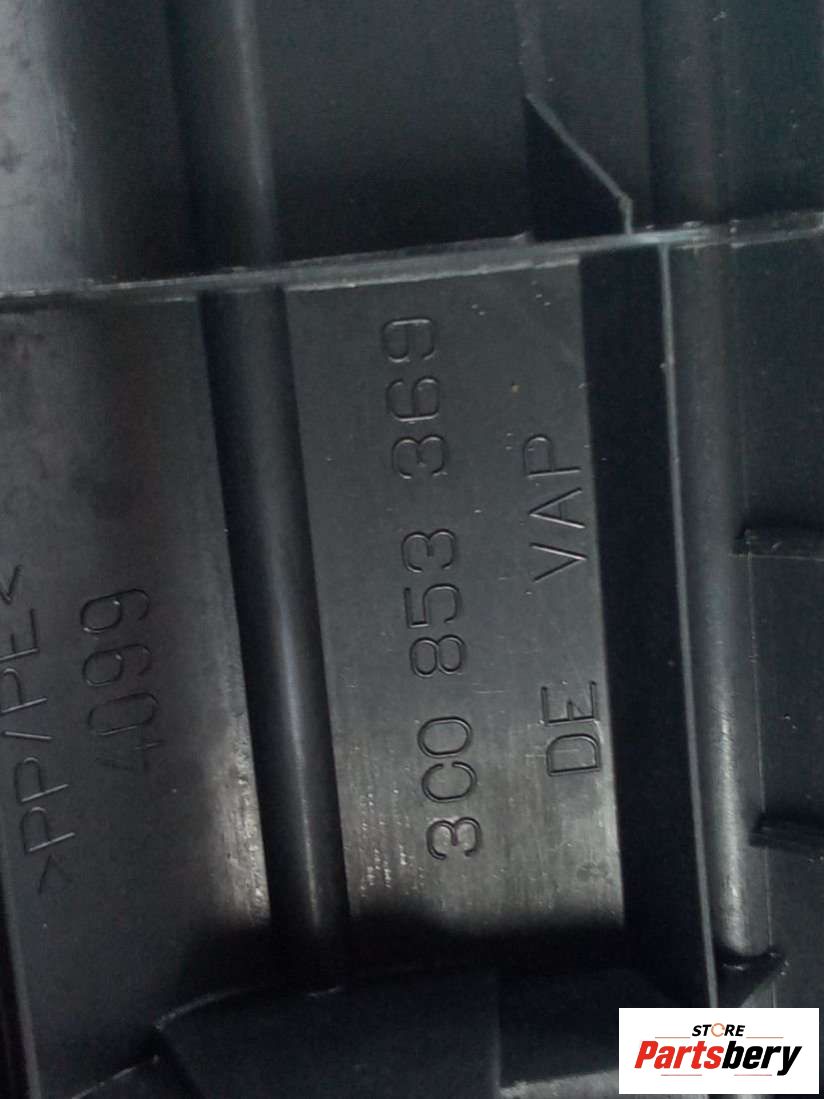 >PP/PE<
4099
3C0 853 369
DE VAP
STORE
Partsbery